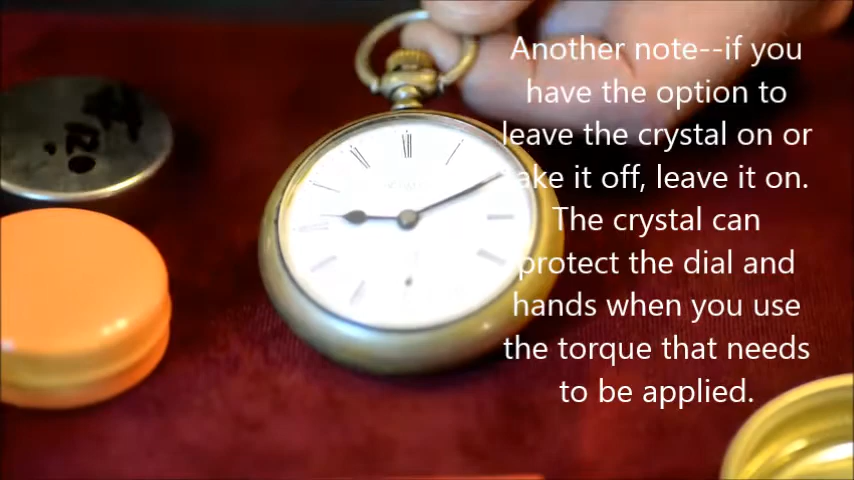 Another note--if you
have the option to
leave the crystal on or
take it off, leave it on.
The crystal can
protect the dial and
hands when you use
the torque that needs
to be applied.